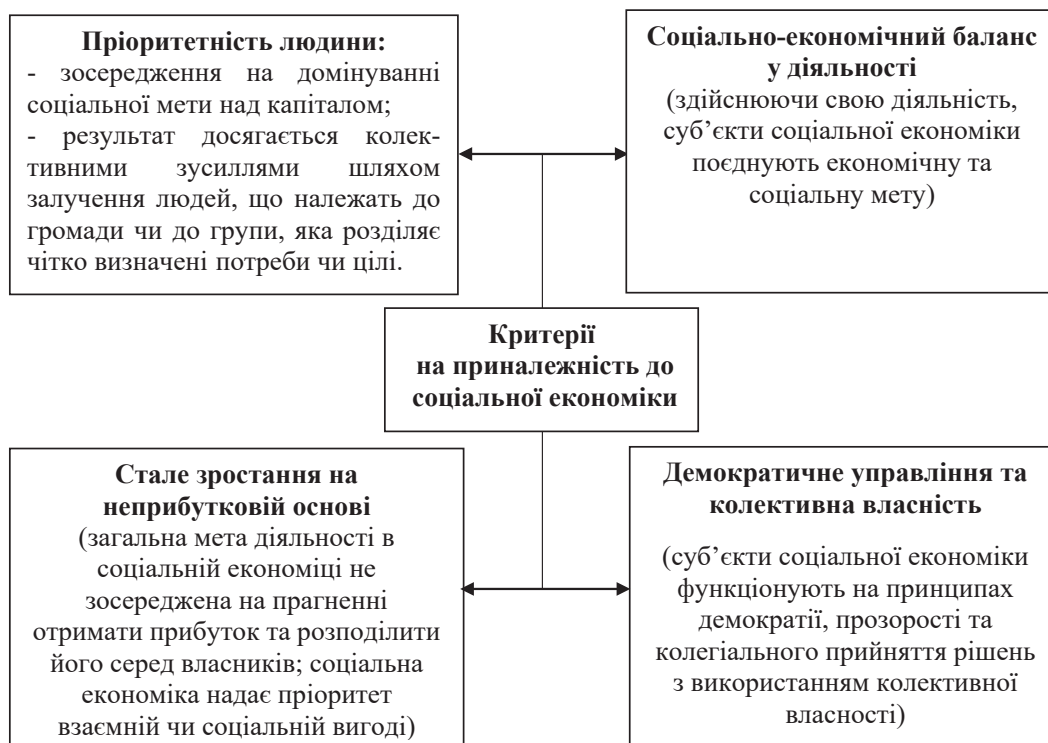 Пріоритетність людини:
- зосередження на домінуванні
соціальної мети над капіталом;
- результат досягається колек-
тивними зусиллями шляхом
залучення людей, що належать до
громади чи до групи, яка розділяє
чітко визначені потреби чи цілі.
Соціально-економічний баланс
у діяльності
(здійснюючи свою діяльність,
суб’єкти соціальної економіки
поєднують економічну та
соціальну мету)
Критерії
на приналежність до
соціальної економіки
Стале зростання на
неприбутковій основі
(загальна мета діяльності в
соціальній економіці не
зосереджена на прагненні
отримати прибуток та розподілити
його серед власників; соціальна
економіка надає пріоритет
взаємній чи соціальній вигоді)
Демократичне управління та
колективна власність
(суб’єкти соціальної економіки
функціонують на принципах
демократії, прозорості та
колегіального прийняття рішень
з використанням колективної
власності)